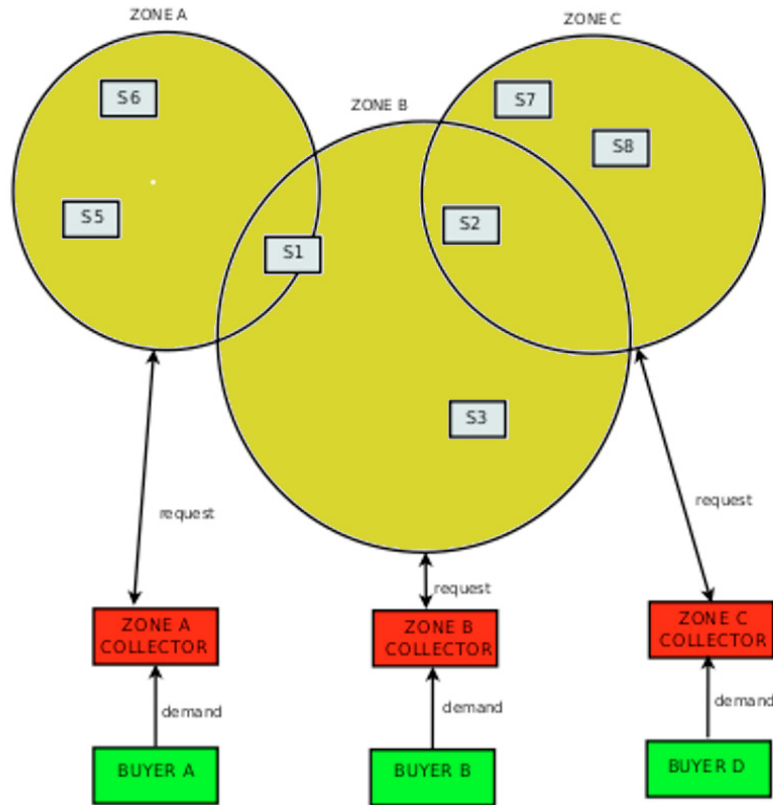 ZONE A
ZONE C
S6
S7
ZONE B
S8
S5
S2
S1
S3
request
request
request
ZONE A
COLLECTOR
ZONE B
COLLECTOR
ZONE C
COLLECTOR
demand
demand
demand
BUYER A
BUYER B
BUYER D